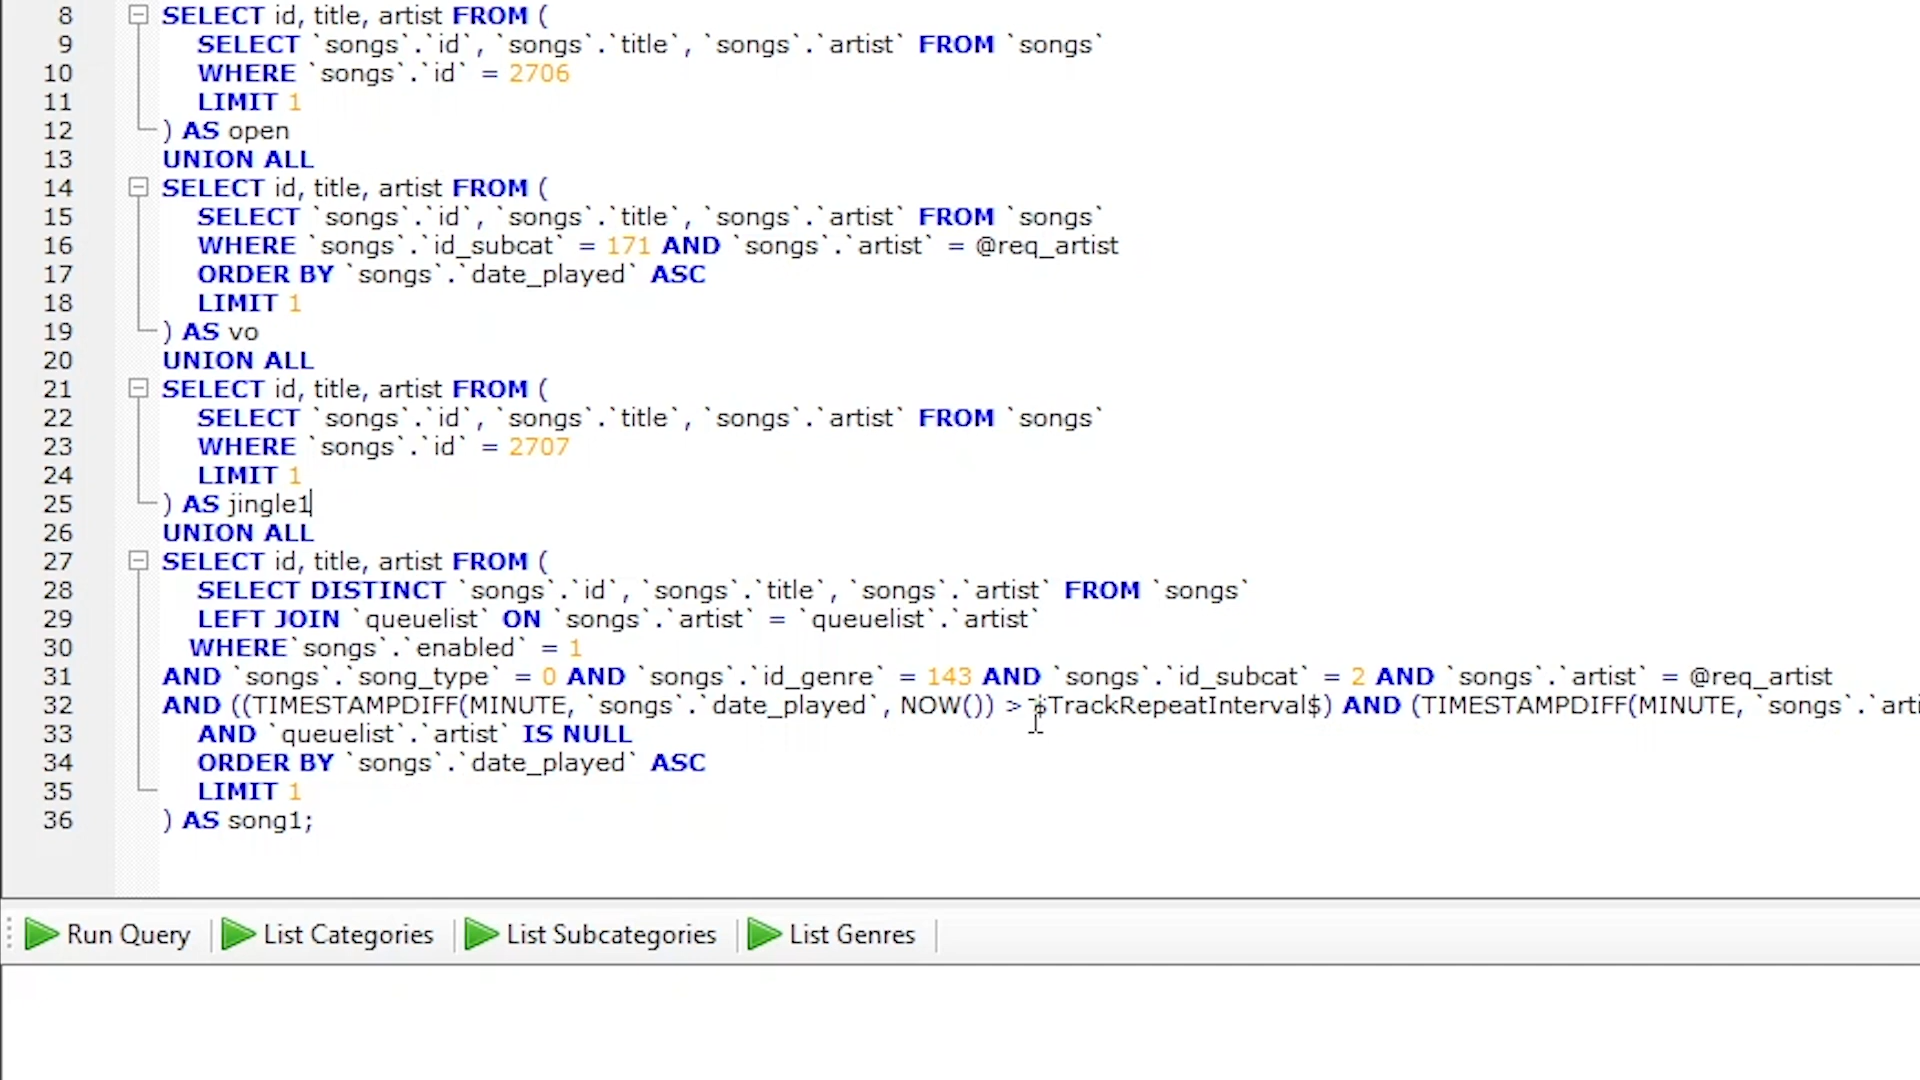 8 SELECT id, title, artist FROM (
9 SELECT `songs`.`id`, `songs`.`title`, `songs`.`artist` FROM `songs`
10 WHERE `songs`.`id` = 2706
11 LIMIT 1
12 ) AS open
13 UNION ALL
14 SELECT id, title, artist FROM (
15 SELECT `songs`.`id`, `songs`.`title`, `songs`.`artist` FROM `songs`
16 WHERE `songs`.`id_subcat` = 171 AND `songs`.`artist` = @req_artist
17 ORDER BY `songs`.`date_played` ASC
18 LIMIT 1
19 ) AS vo
20 UNION ALL
21 SELECT id, title, artist FROM (
22 SELECT `songs`.`id`, `songs`.`title`, `songs`.`artist` FROM `songs`
23 WHERE `songs`.`id` = 2707
24 LIMIT 1
25 ) AS jingle1
26 UNION ALL
27 SELECT id, title, artist FROM (
28 SELECT DISTINCT `songs`.`id`, `songs`.`title`, `songs`.`artist` FROM `songs`
29 LEFT JOIN `queuelist` ON `songs`.`artist` = `queuelist`.`artist`
30 WHERE`songs`.`enabled` = 1
31 AND `songs`.`song_type` = 0 AND `songs`.`id_genre` = 143 AND `songs`.`id_subcat` = 2 AND `songs`.`artist` = @req_artist
32 AND ((TIMESTAMPDIFF(MINUTE, `songs`.`date_played`, NOW()) > $TrackRepeatInterval$) AND (TIMESTAMPDIFF(MINUTE, `songs`.`arti
33 AND `queuelist`.`artist` IS NULL
34 ORDER BY `songs`.`date_played` ASC
35 LIMIT 1
36 ) AS song1;
Run Query List Categories List Subcategories List Genres